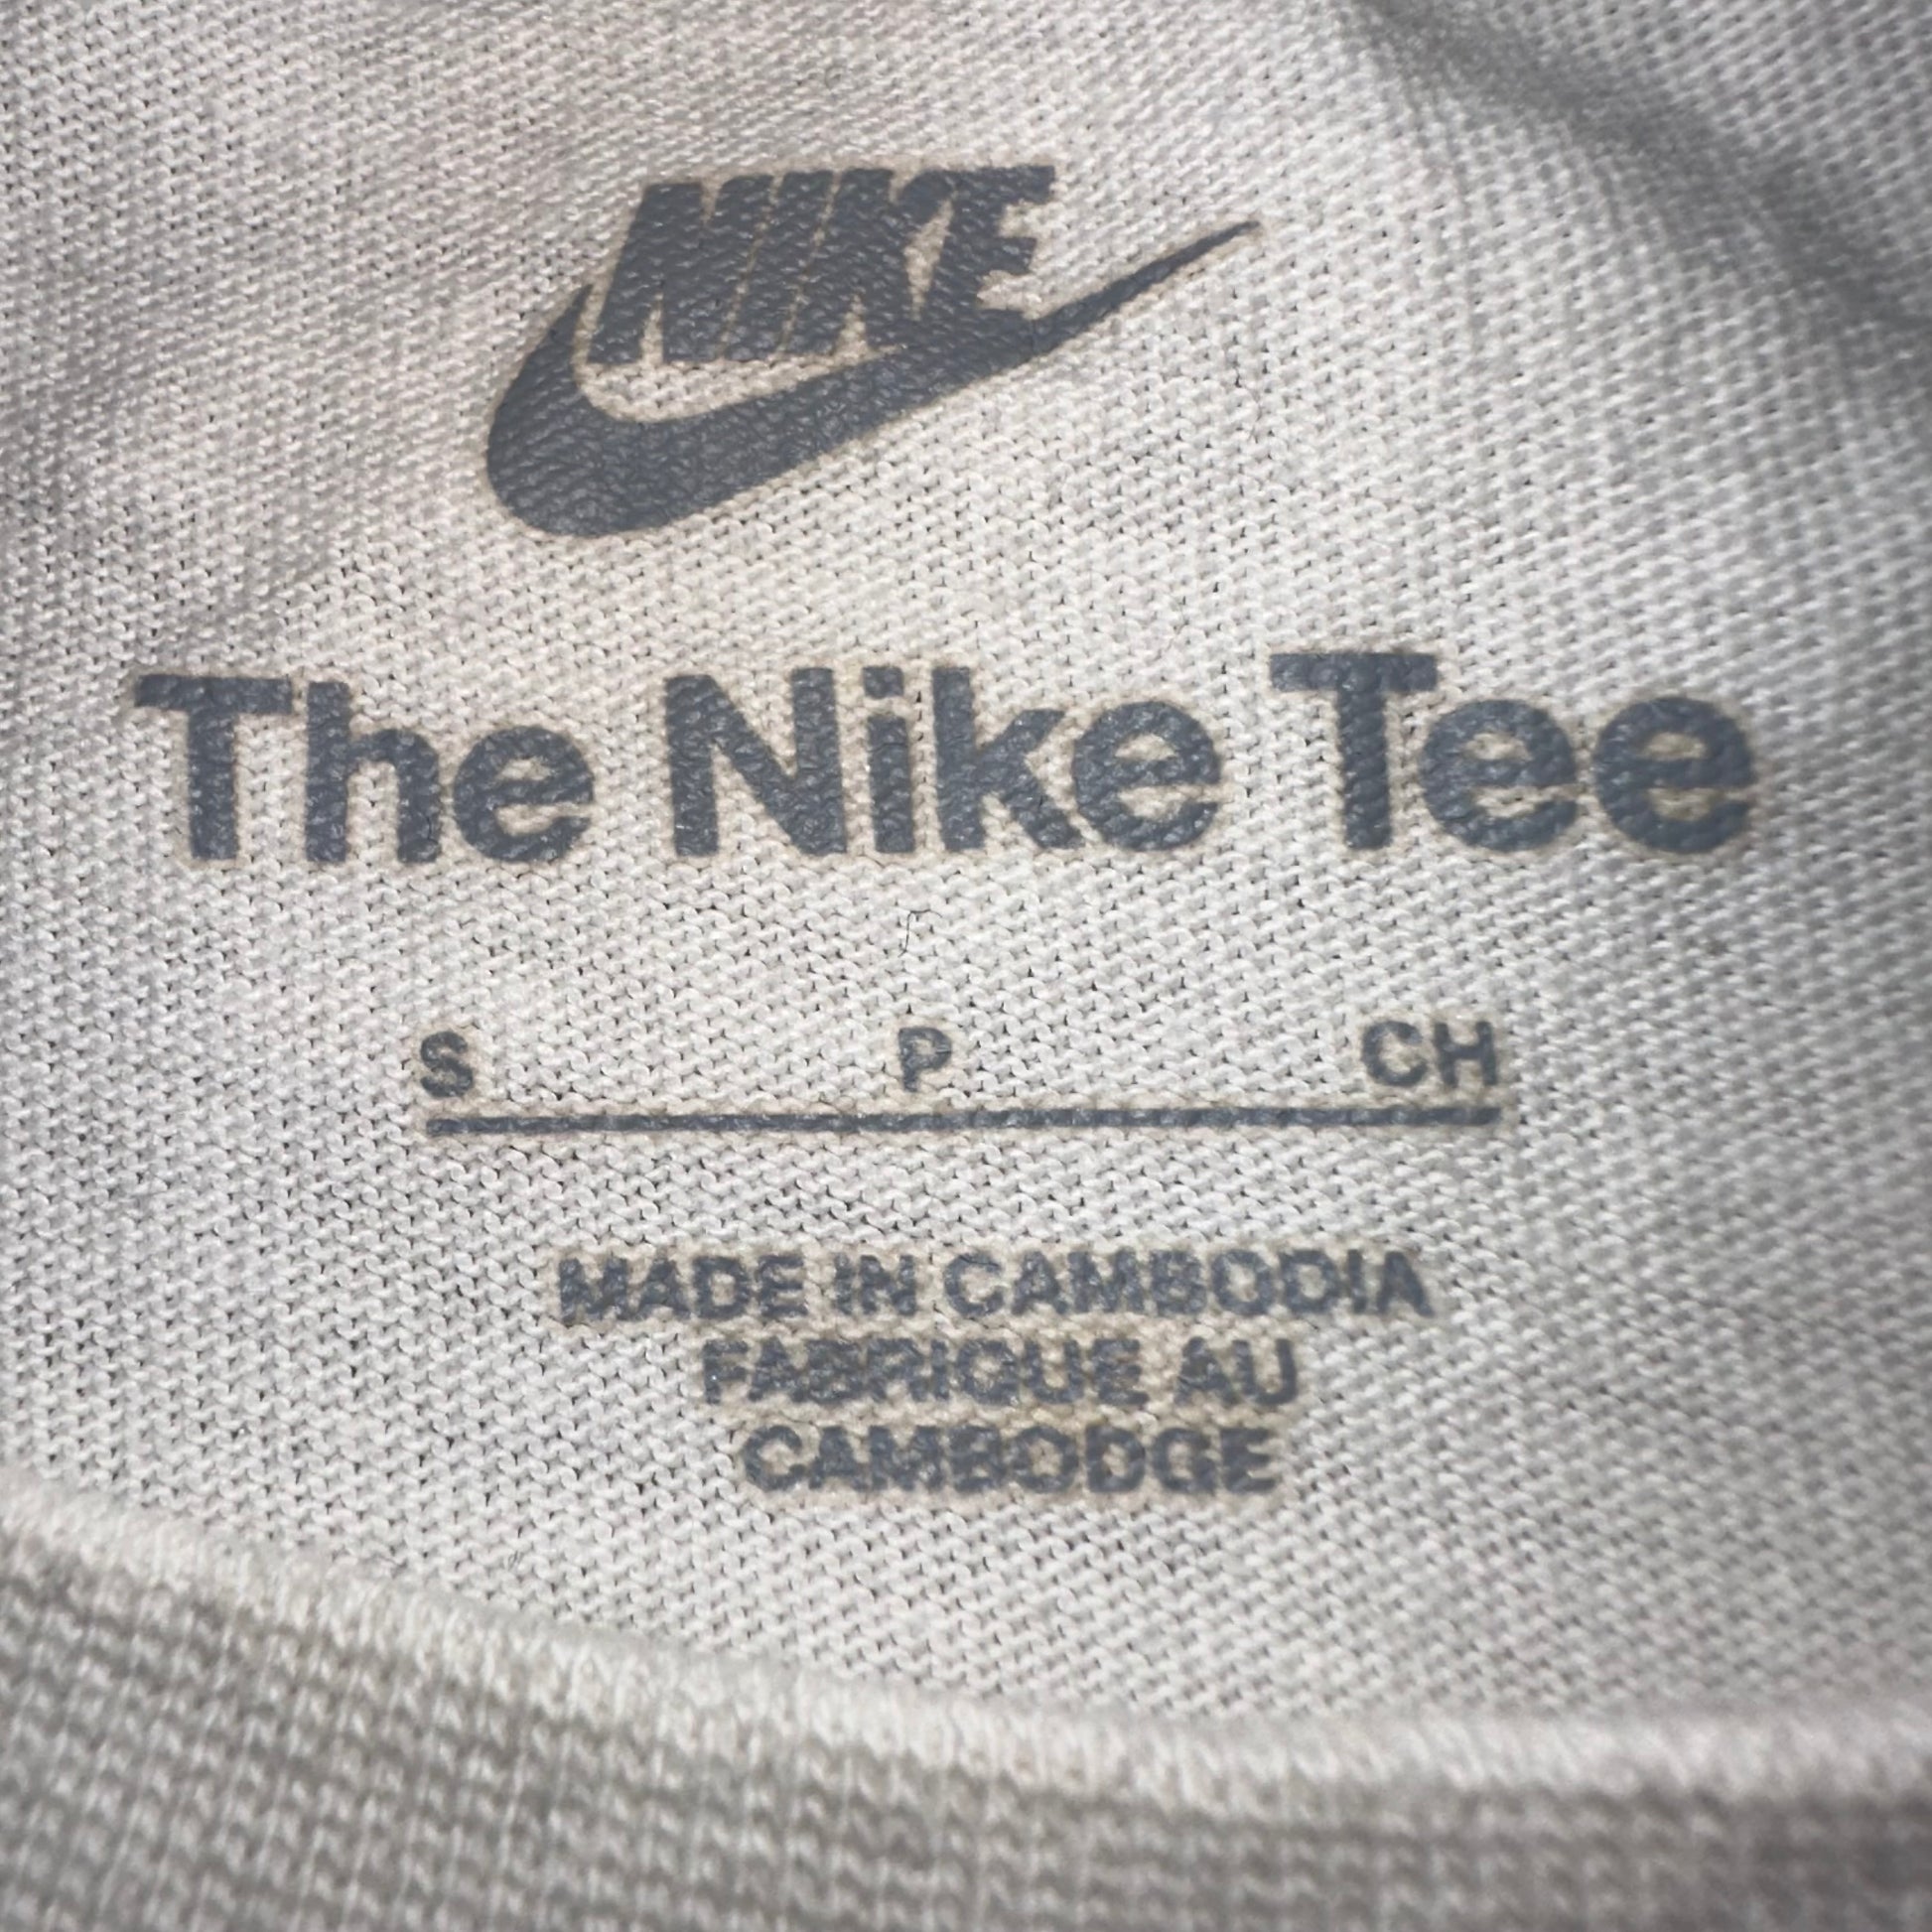 NIKE
The Nike Tee
S P CH
MADE IN CAMBODIA
FABRIQUE AU
CAMBODGE